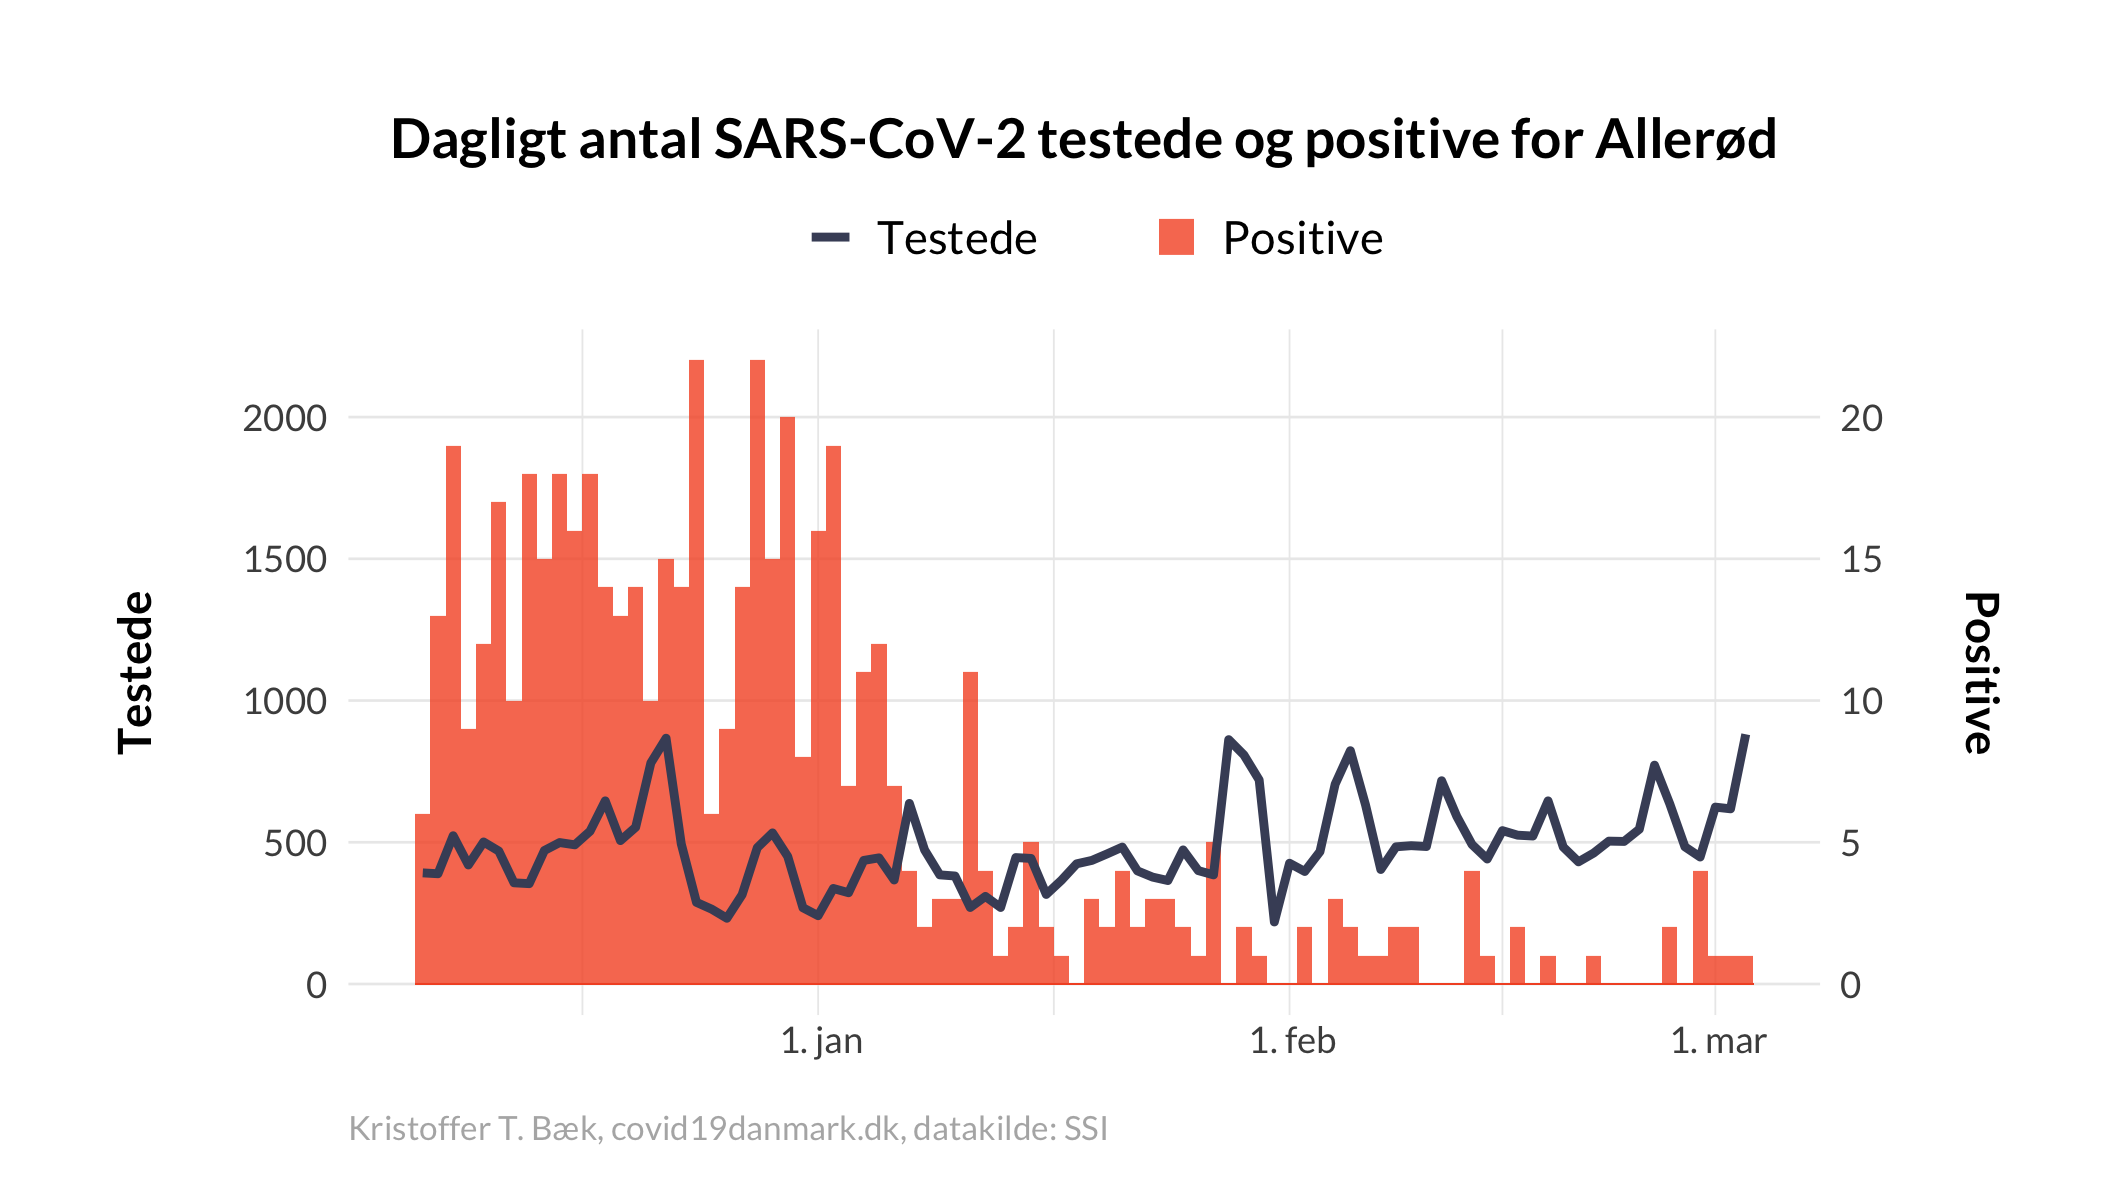 Dagligt antal SARS-CoV-2 testede og positive for Allerød
Testede
Positive
2000
1500
1000
500
0
Testede
20
15
10
5
0
Positive
1. jan
1. feb
1. mar
Kristoffer T. Bæk, covid19danmark.dk, datakilde: SSI